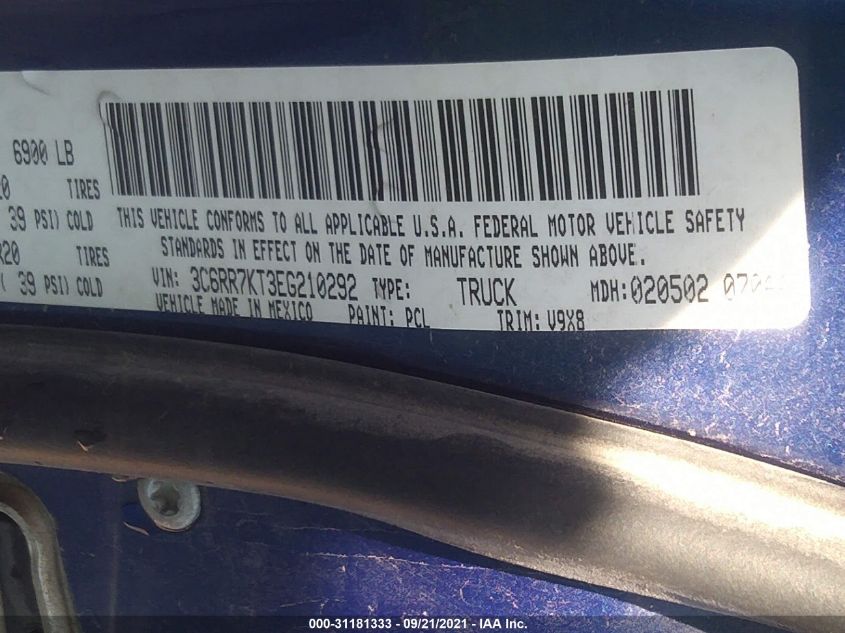 6900 LB
20 TIRES
39 PSI) COLD
R20 TIRES
( 39 PSI) COLD
THIS VEHICLE CONFORMS TO ALL APPLICABLE U.S.A. FEDERAL MOTOR VEHICLE SAFETY
STANDARDS IN EFFECT ON THE DATE OF MANUFACTURE SHOWN ABOVE.
VIN: 3C6RR7KT3EG210292 TYPE: TRUCK MDH:020502
VEHICLE MADE IN MEXICO PAINT: PCL TRIM: V9X8
000-31181333 - 09/21/2021 - IAA Inc.